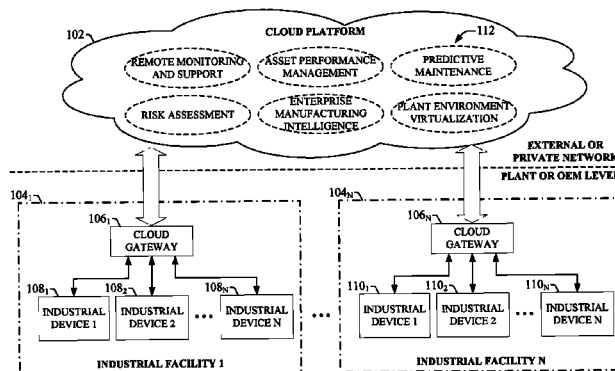 102
CLOUD PLATFORM
112
REMOTE MONITORING
AND SUPPORT
ASSET PERFORMANCE
MANAGEMENT
PREDICTIVE
MAINTENANCE
RISK ASSESSMENT
ENTERPRISE
MANUFACTURING
INTELLIGENCE
PLANT ENVIRONMENT
VIRTUALIZATION
EXTERNAL OR
PRIVATE NETWORK
PLANT OR OEM LEVEL
104₁
106₁
CLOUD
GATEWAY
108₁
108₂
108N
INDUSTRIAL
DEVICE 1
INDUSTRIAL
DEVICE 2
...
INDUSTRIAL
DEVICE N
INDUSTRIAL FACILITY 1
...
104N
106N
CLOUD
GATEWAY
110₁
110₂
110N
INDUSTRIAL
DEVICE 1
INDUSTRIAL
DEVICE 2
...
INDUSTRIAL
DEVICE N
INDUSTRIAL FACILITY N